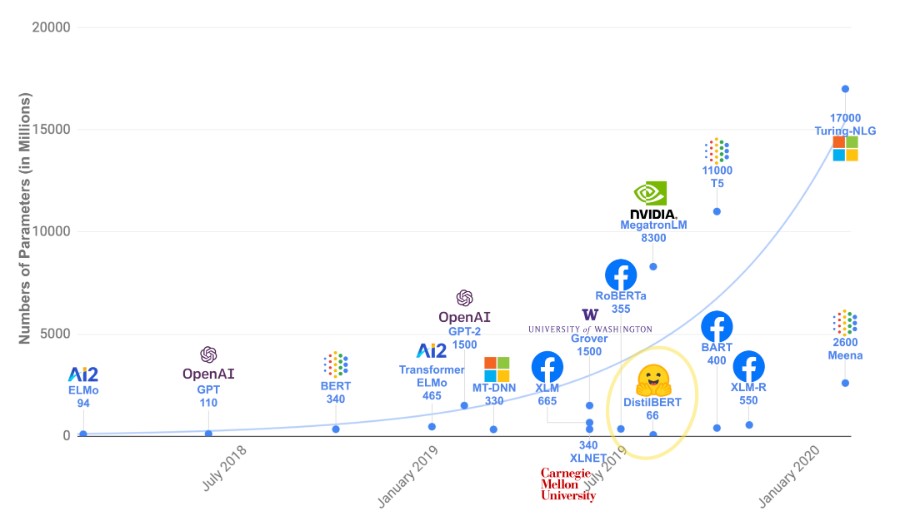 20000
15000
10000
5000
0
Numbers of Parameters (in Millions)
Ai2
ELMo
94
OpenAI
GPT
110
BERT
340
Ai2
Transformer
ELMo
465
OpenAI
GPT-2
1500
MT-DNN
330
XLM
665
W
UNIVERSITY of WASHINGTON
Grover
1500
340
XLNET
Carnegie
Mellon
University
RoBERTa
355
NVIDIA.
MegatronLM
8300
DistilBERT
66
11000
T5
BART
400
XLM-R
550
17000
Turing-NLG
2600
Meena
July 2018
January 2019
July 2019
January 2020